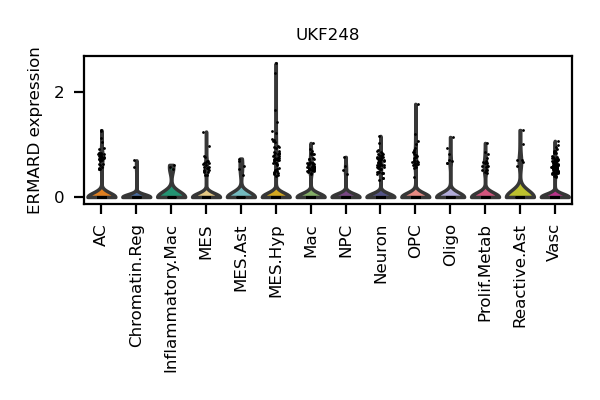 UKF248
ERMARD expression
2
0
AC
Chromatin.Reg
Inflammatory.Mac
MES
MES.Ast
MES.Hyp
Mac
NPC
Neuron
OPC
Oligo
Prolif.Metab
Reactive.Ast
Vasc